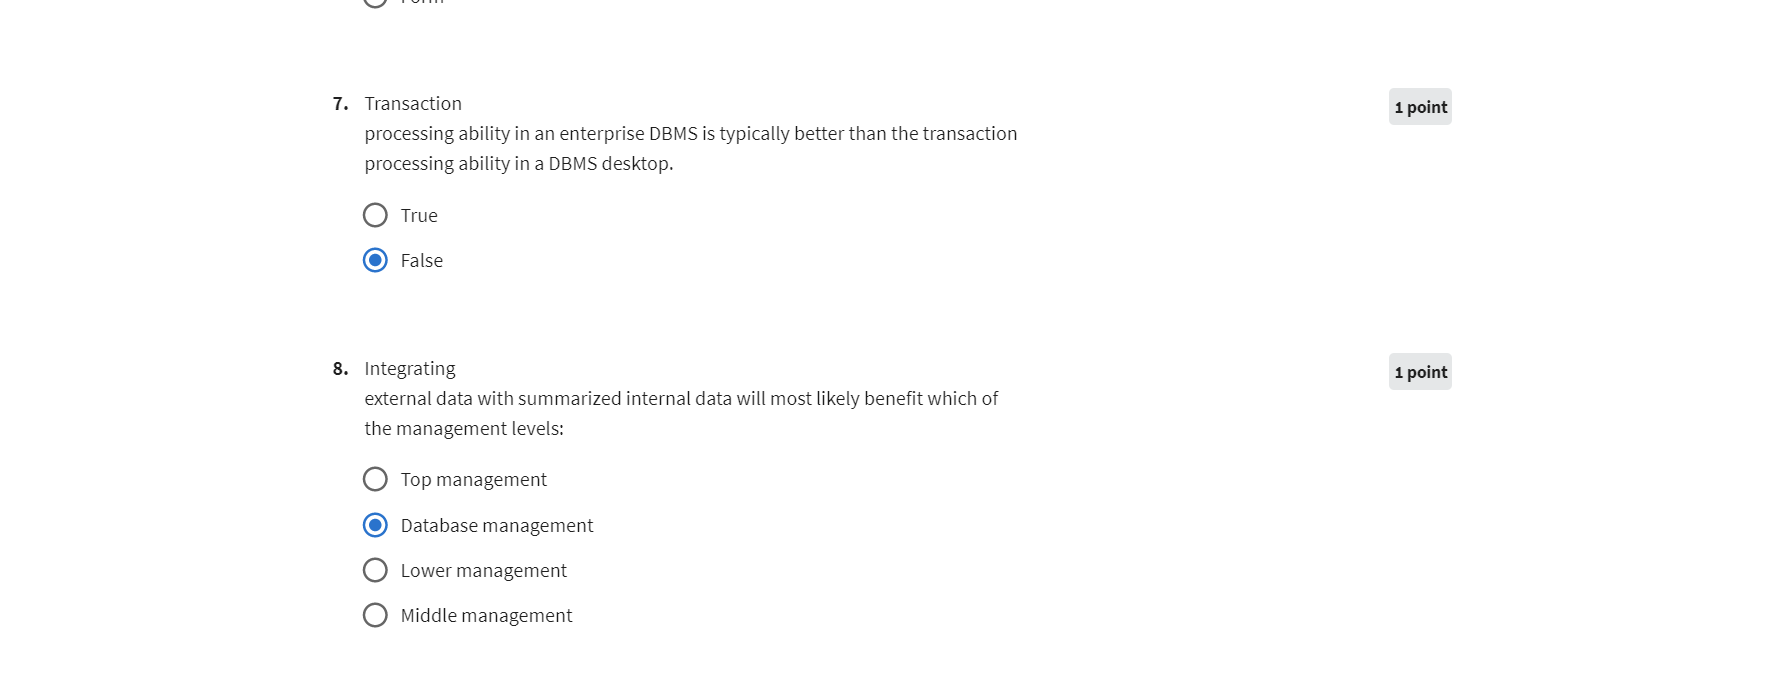 7. Transaction
1 point
processing ability in an enterprise DBMS is typically better than the transaction
processing ability in a DBMS desktop.
True
False
8. Integrating
1 point
external data with summarized internal data will most likely benefit which of
the management levels:
Top management
Database management
Lower management
Middle management